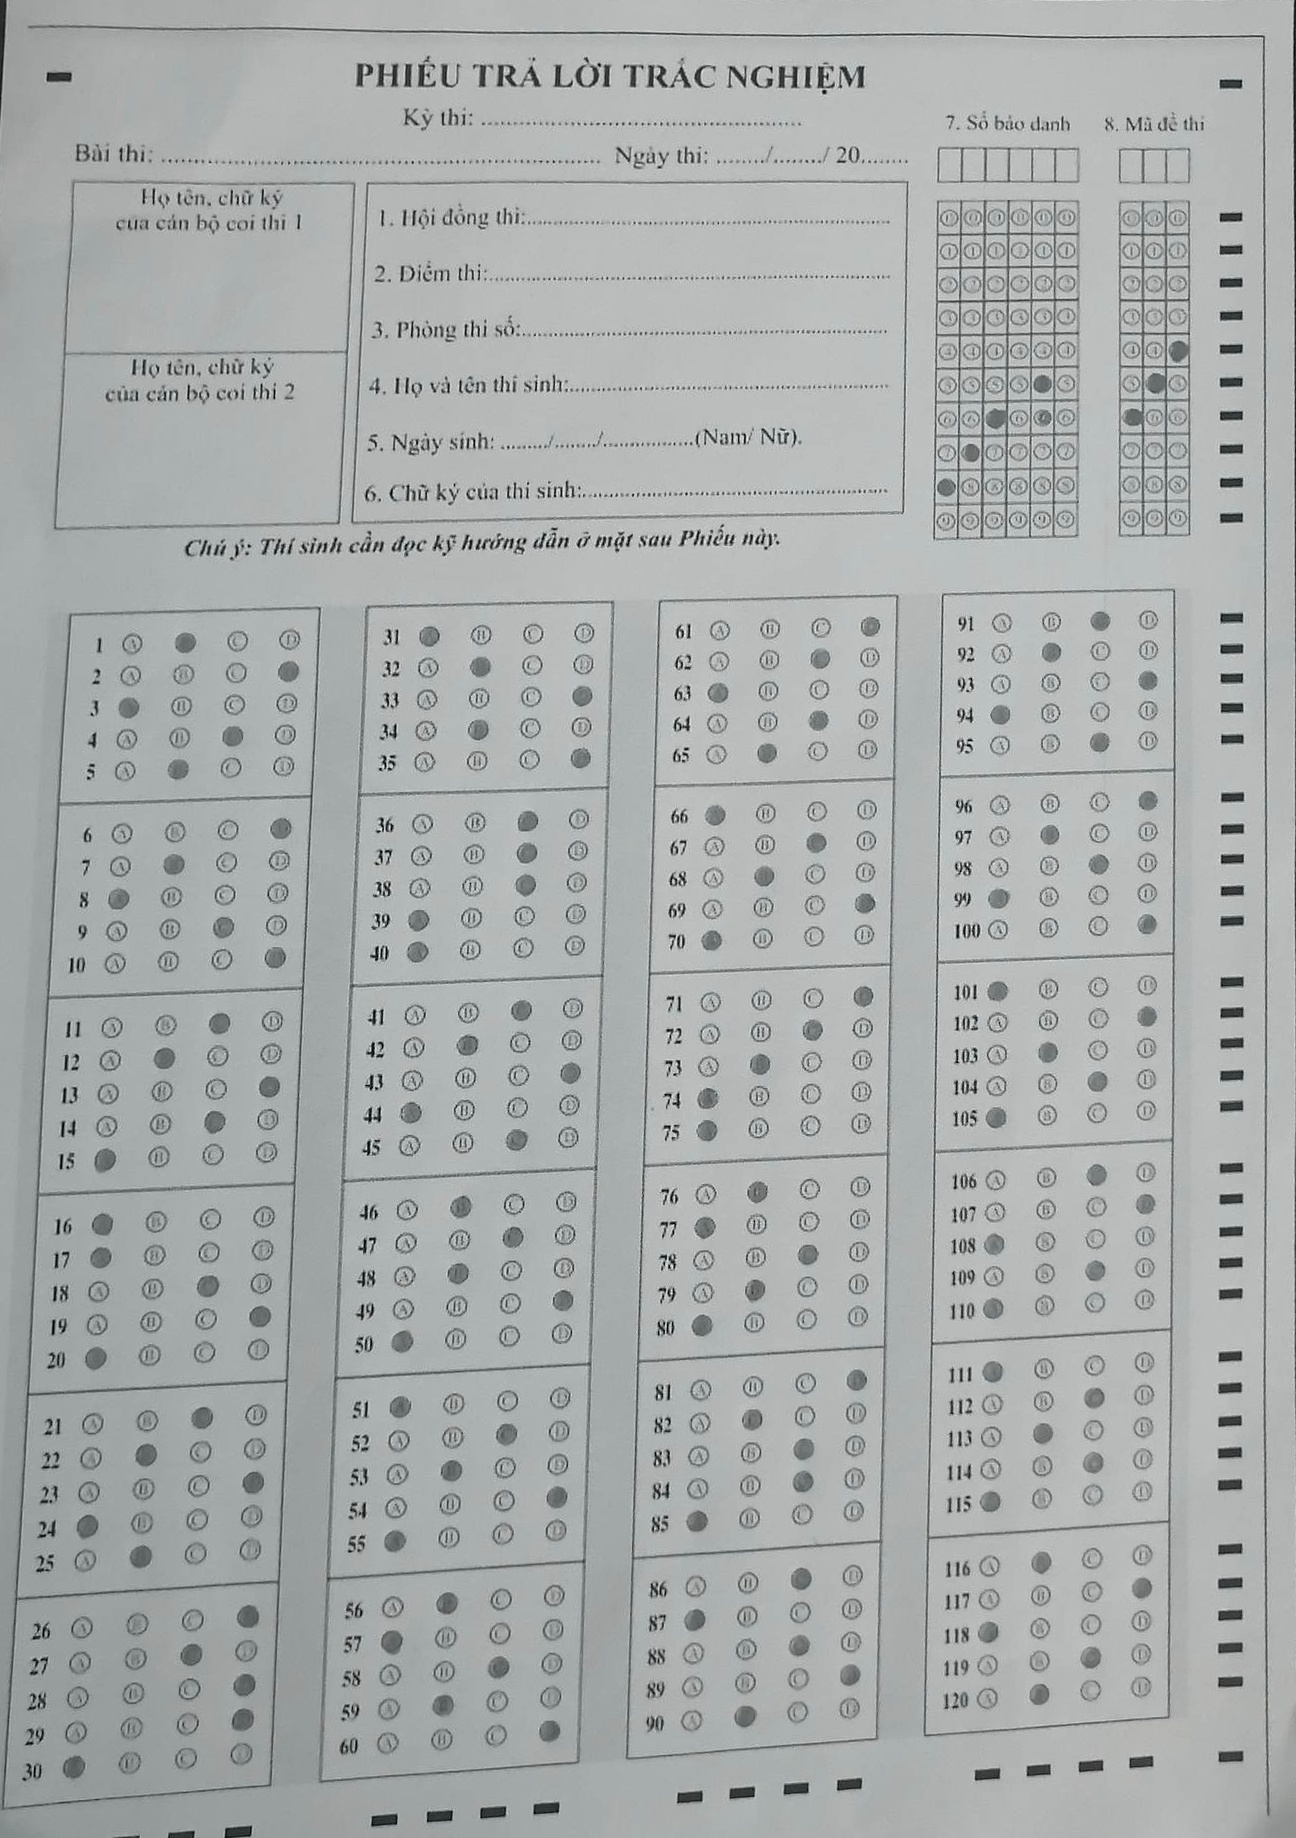 PHIẾU TRẢ LỜI TRẮC NGHIỆM
Kỳ thi: ........................................
7. Số báo danh
8. Mã đề thi
Bài thi: ........................................ Ngày thi: ......../......../ 20........
Họ tên, chữ ký
của cán bộ coi thi 1
1. Hội đồng thi:........................................
2. Điểm thi:........................................
3. Phòng thi số:........................................
Họ tên, chữ ký
của cán bộ coi thi 2
4. Họ và tên thí sinh:........................................
5. Ngày sinh: ......../......../................(Nam/ Nữ).
6. Chữ ký của thí sinh:........................................
Chú ý: Thí sinh cần đọc kỹ hướng dẫn ở mặt sau Phiếu này.
1 A C D
2 A B C
3 B C D
4 A B D
5 A C D
6 A B C
7 A C D
8 B C D
9 A B D
10 A B C
11 A B D
12 A C D
13 A B C
14 A B D
15 B C D
16 B C D
17 B C D
18 A B D
19 A B C
20 B C D
21 A B D
22 A C D
23 A B C
24 B C D
25 A C D
26 A B C
27 A B D
28 A B C
29 A B C
30 B C D
31 B C D
32 A C D
33 A B C
34 A C D
35 A B C
36 A B D
37 A B D
38 A B D
39 B C D
40 B C D
41 A B D
42 A C D
43 A B C
44 B C D
45 A B D
46 A C D
47 A B D
48 A C D
49 A B C
50 B C D
51 B C D
52 A B D
53 A C D
54 A B C
55 B C D
56 A C D
57 B C D
58 A B D
59 A C D
60 A B C
61 A B C
62 A B D
63 B C D
64 A B D
65 A C D
66 B C D
67 A B D
68 A C D
69 A B C
70 B C D
71 A B C
72 A B D
73 A C D
74 B C D
75 B C D
76 A C D
77 B C D
78 A B D
79 A C D
80 B C D
81 A B C
82 A C D
83 A B D
84 A B D
85 B C D
86 A B D
87 B C D
88 A B D
89 A B C
90 A C D
91 A B D
92 A C D
93 A B C
94 B C D
95 A B D
96 A B C
97 A C D
98 A B D
99 B C D
100 A B C
101 B C D
102 A B C
103 A C D
104 A B D
105 B C D
106 A B D
107 A B C
108 B C D
109 A B D
110 B C D
111 B C D
112 A B D
113 A C D
114 A B D
115 B C D
116 A C D
117 A B C
118 B C D
119 A B D
120 A C D